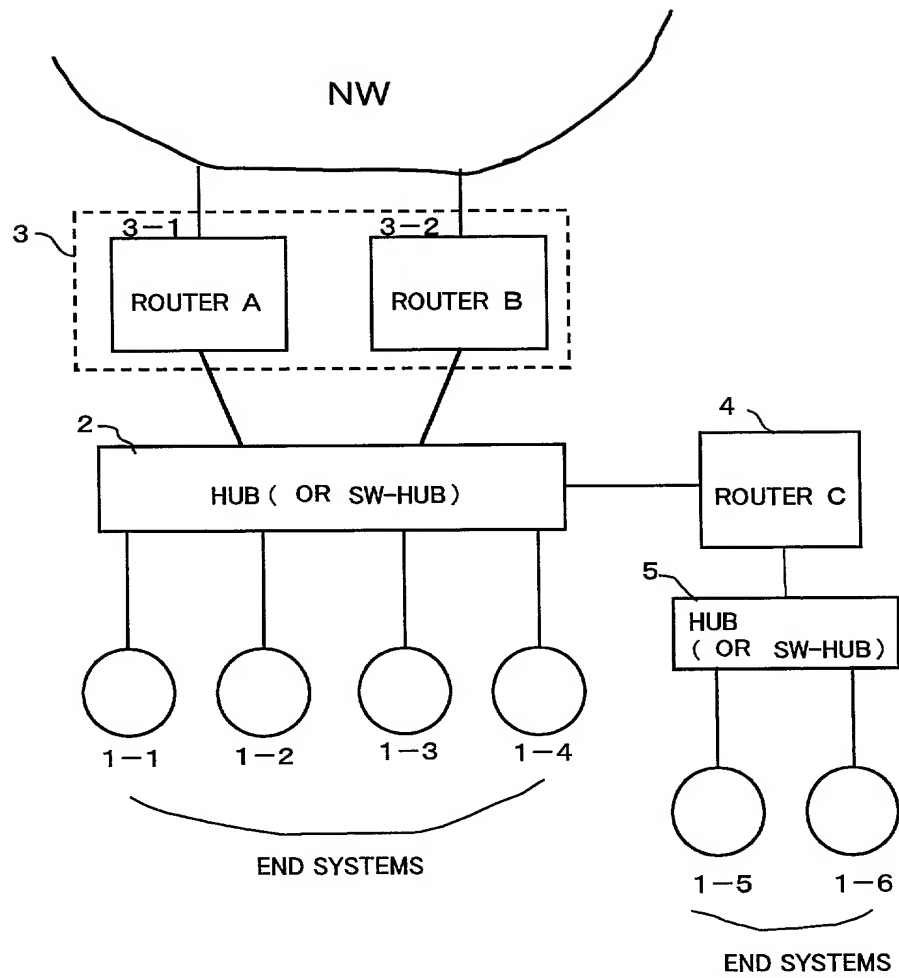 NW
3
3-1
3-2
ROUTER A
ROUTER B
2
4
HUB ( OR SW-HUB)
ROUTER C
5
HUB
( OR SW-HUB)
1-1
1-2
1-3
1-4
END SYSTEMS
1-5
1-6
END SYSTEMS